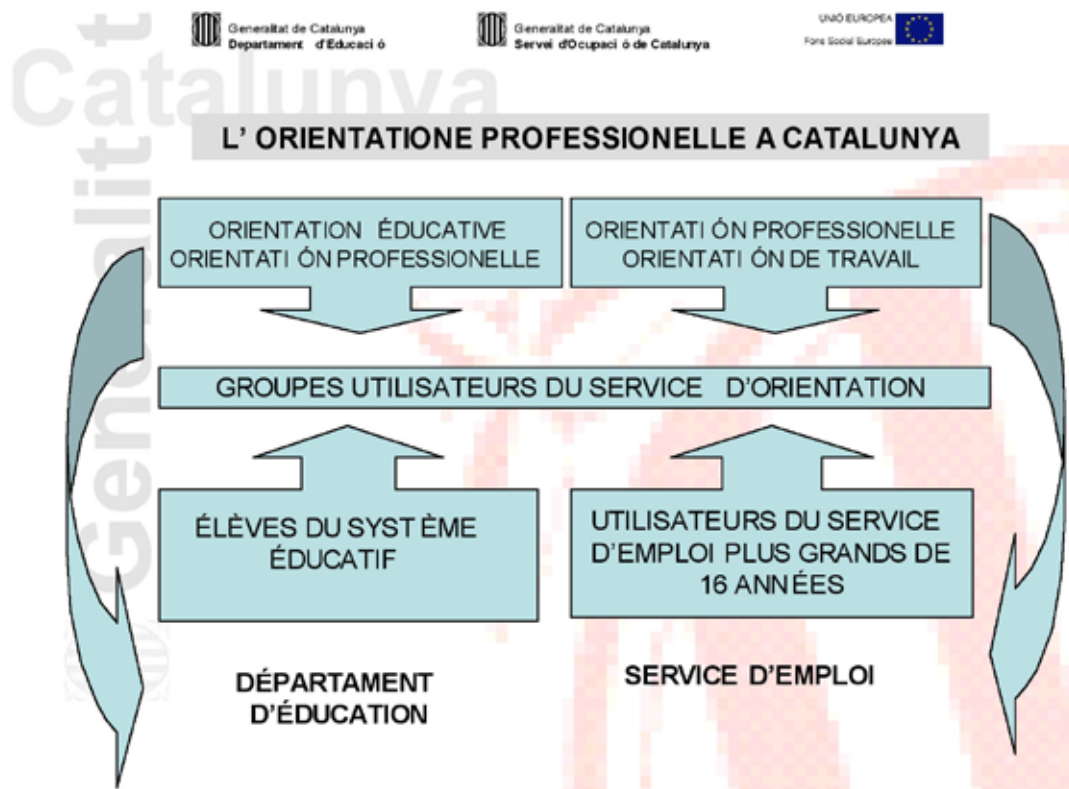 Generalitat de Catalunya
Departament d'Educaci ó
Generalitat de Catalunya
Servei d'Ocupaci ó de Catalunya
UNIÓ EUROPEA
Fons Social Europeu
Catalunya
Generalitat
L' ORIENTATIONE PROFESSIONELLE A CATALUNYA
ORIENTATION ÉDUCATIVE
ORIENTATI ÓN PROFESSIONELLE
ORIENTATI ÓN PROFESSIONELLE
ORIENTATI ÓN DE TRAVAIL
GROUPES UTILISATEURS DU SERVICE D'ORIENTATION
ÉLÈVES DU SYST ÈME
ÉDUCATIF
UTILISATEURS DU SERVICE
D'EMPLOI PLUS GRANDS DE
16 ANNÉES
DÉPARTAMENT
D'ÉDUCATION
SERVICE D'EMPLOI